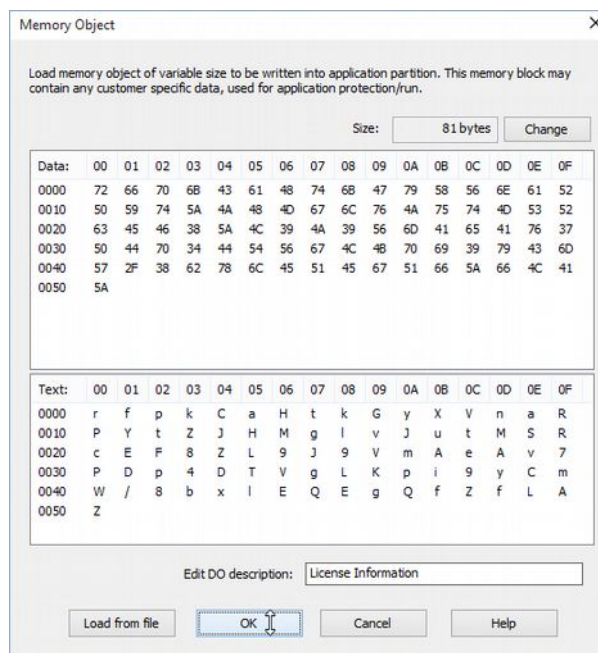 Memory Object
Load memory object of variable size to be written into application partition. This memory block may
contain any customer specific data, used for application protection/run.
Size: 81 bytes Change
Data: 00 01 02 03 04 05 06 07 08 09 0A 0B 0C 0D 0E 0F
0000 72 66 70 6B 43 61 48 74 6B 47 79 58 56 6E 61 52
0010 50 59 74 5A 4A 48 4D 67 6C 76 4A 75 74 4D 53 52
0020 63 45 46 38 5A 4C 39 4A 39 56 6D 41 65 41 76 37
0030 50 44 70 34 44 54 56 67 4C 4B 70 69 39 79 43 6D
0040 57 2F 38 62 78 6C 45 51 45 67 51 66 5A 66 4C 41
0050 5A
Text: 00 01 02 03 04 05 06 07 08 09 0A 0B 0C 0D 0E 0F
0000 r f p k C a H t k G y X V n a R
0010 P Y t Z J H M g l v J u t M S R
0020 c E F 8 Z L 9 J 9 V m A e A v 7
0030 P D p 4 D T V g L K p i 9 y C m
0040 W / 8 b x l E Q E g Q f Z f L A
0050 Z
Edit DO description: License Information
Load from file OK Cancel Help